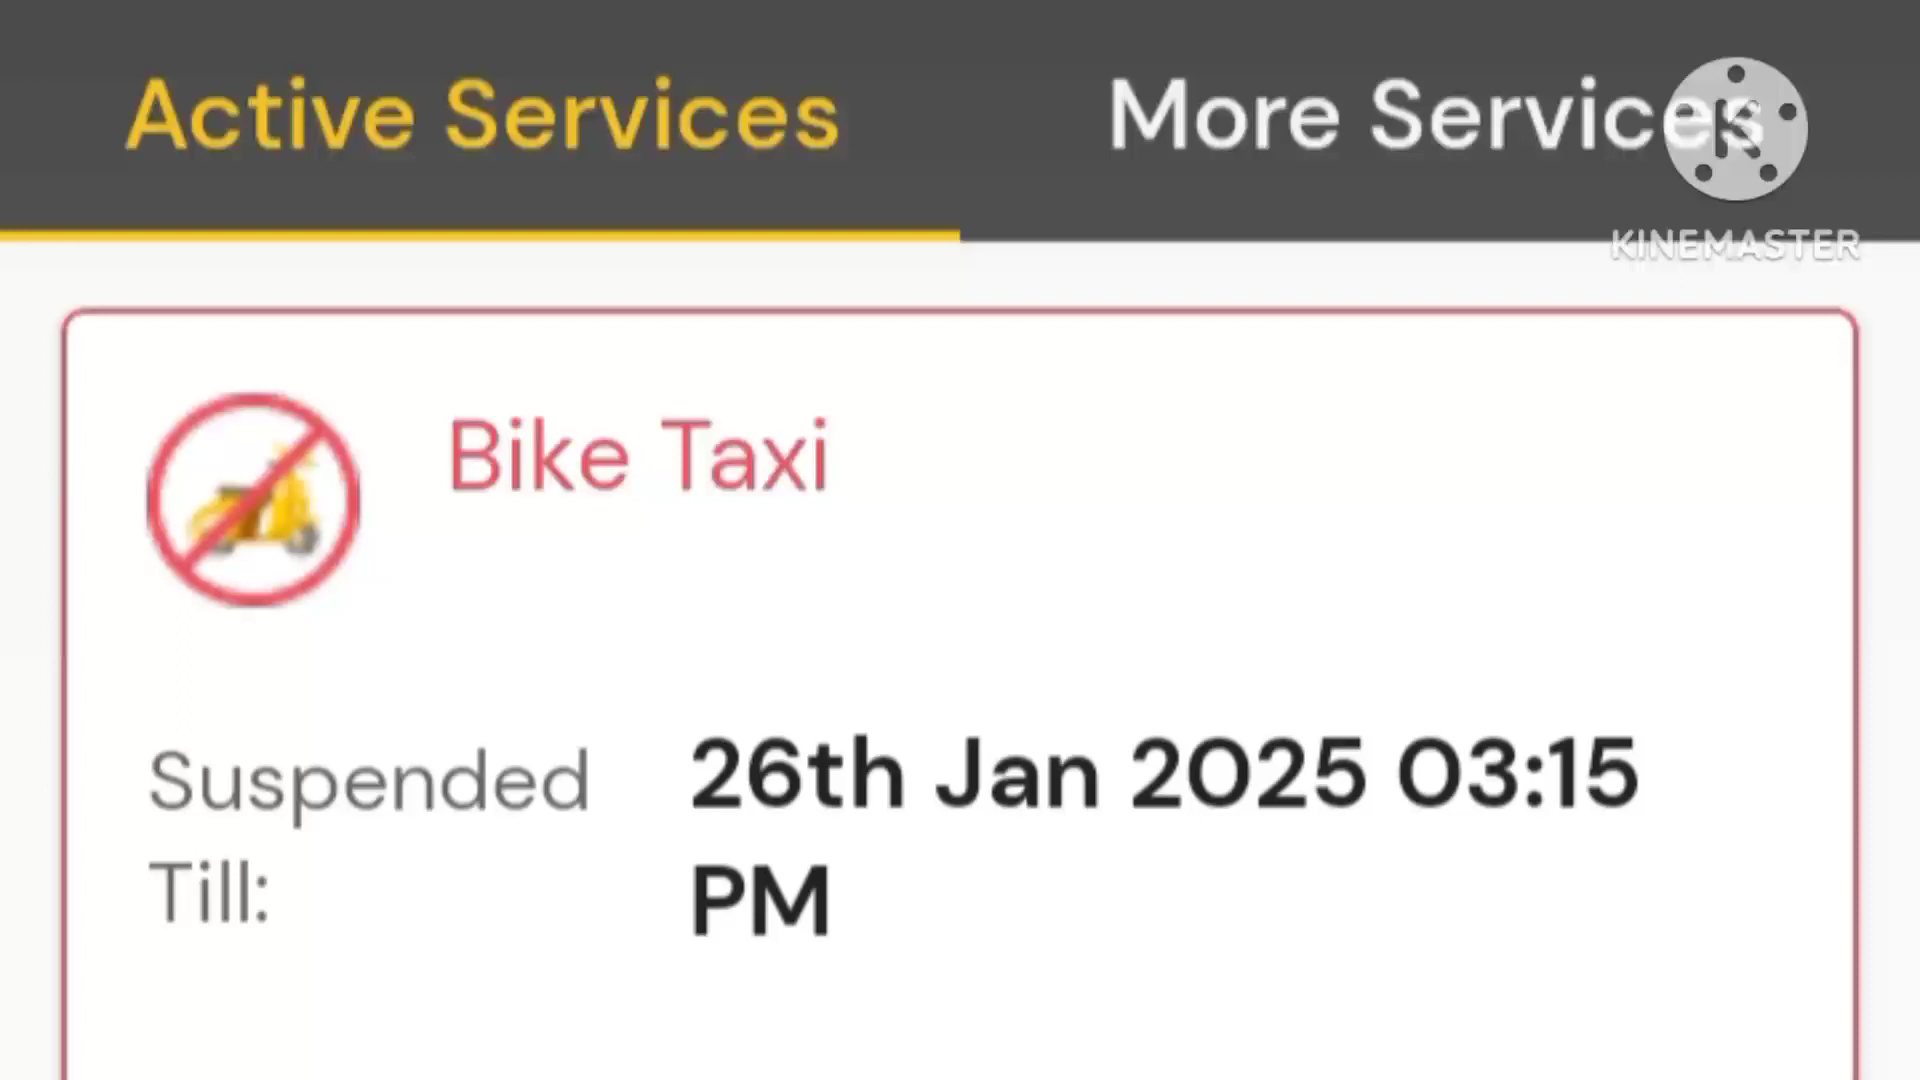 Active Services
More Services
KINEMASTER
Bike Taxi
Suspended Till:
26th Jan 2025 03:15
PM